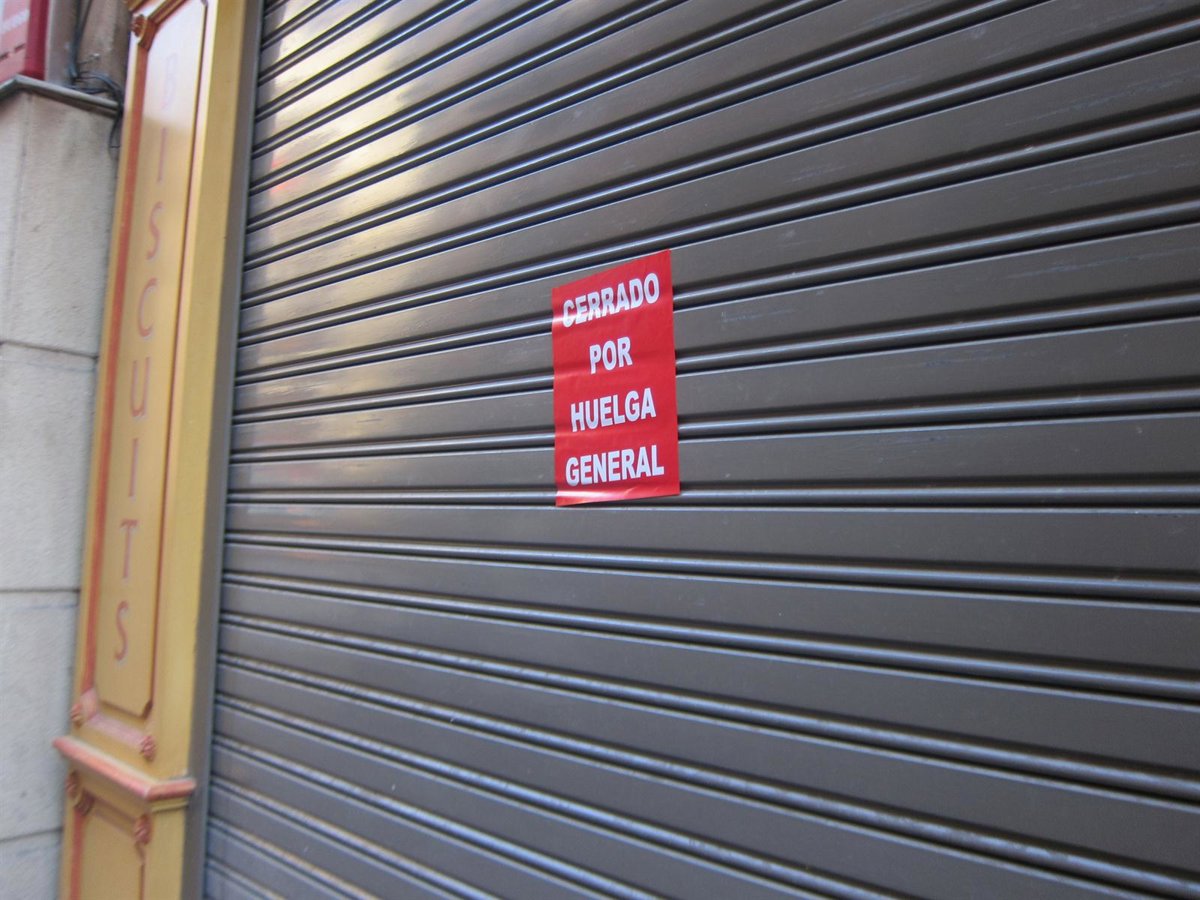 BISCUITS
CERRADO
POR
HUELGA
GENERAL